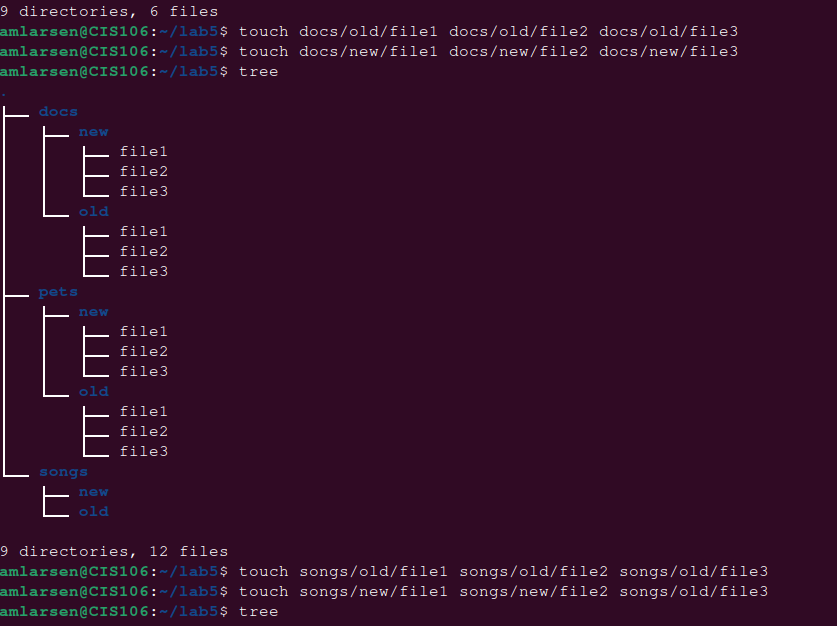 9 directories, 6 files
amlarsen@CIS106:~/lab5$ touch docs/old/file1 docs/old/file2 docs/old/file3
amlarsen@CIS106:~/lab5$ touch docs/new/file1 docs/new/file2 docs/new/file3
amlarsen@CIS106:~/lab5$ tree
.
├── docs
│   ├── new
│   │   ├── file1
│   │   ├── file2
│   │   └── file3
│   └── old
│       ├── file1
│       ├── file2
│       └── file3
├── pets
│   ├── new
│   │   ├── file1
│   │   ├── file2
│   │   └── file3
│   └── old
│       ├── file1
│       ├── file2
│       └── file3
└── songs
    ├── new
    └── old
9 directories, 12 files
amlarsen@CIS106:~/lab5$ touch songs/old/file1 songs/old/file2 songs/old/file3
amlarsen@CIS106:~/lab5$ touch songs/new/file1 songs/new/file2 songs/old/file3
amlarsen@CIS106:~/lab5$ tree